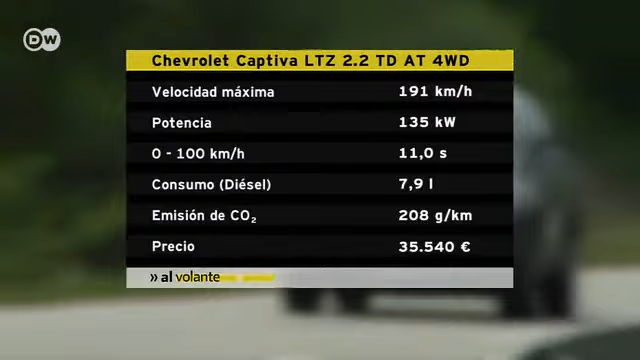 DW
Chevrolet Captiva LTZ 2.2 TD AT 4WD
Velocidad máxima 191 km/h
Potencia 135 kW
0 - 100 km/h 11,0 s
Consumo (Diésel) 7,9 l
Emisión de CO₂ 208 g/km
Precio 35.540 €
» al volante